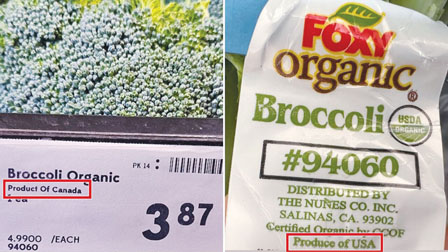 PK 14 :
Broccoli Organic
Product Of Canada
1 ea
3 87
4.9900 /EACH
94060
FOXY
organic®
Broccoli
USDA
ORGANIC
#94060
DISTRIBUTED BY
THE NUNES CO. INC.
SALINAS, CA. 93902
Certified Organic by CCOF
Produce of USA